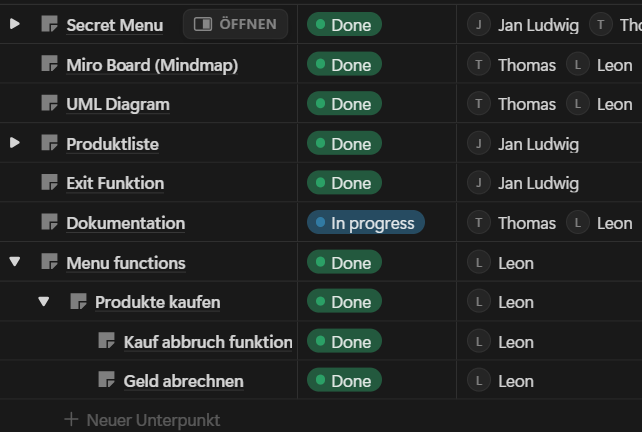 Secret Menu ÖFFNEN Done J Jan Ludwig T Tho
Miro Board (Mindmap) Done T Thomas L Leon
UML Diagram Done T Thomas L Leon
Produktliste Done J Jan Ludwig
Exit Funktion Done J Jan Ludwig
Dokumentation In progress T Thomas L Leon
Menu functions Done L Leon
Produkte kaufen Done L Leon
Kauf abbruch funktion Done L Leon
Geld abrechnen Done L Leon
Neuer Unterpunkt